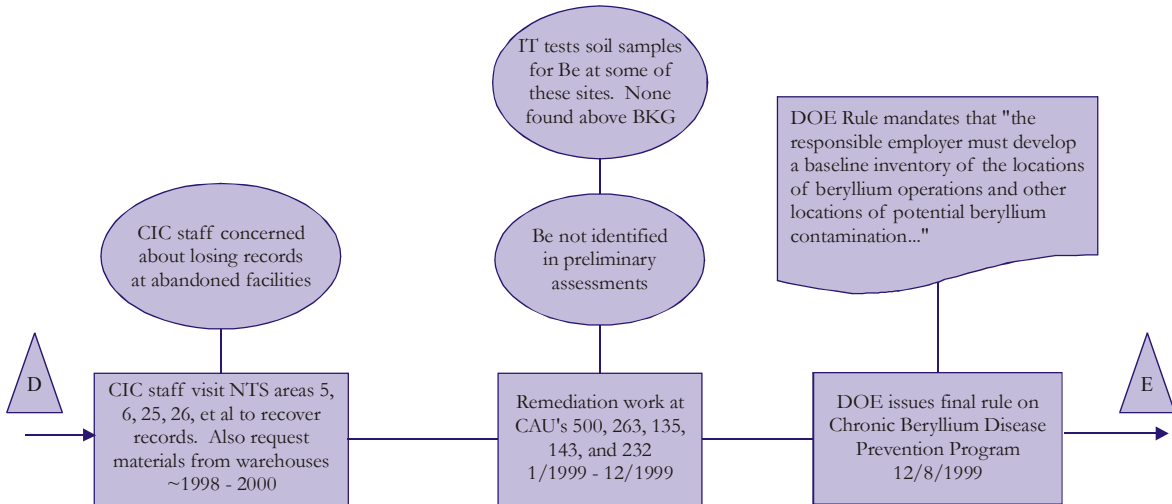 IT tests soil samples
for Be at some of
these sites. None
found above BKG
DOE Rule mandates that "the
responsible employer must develop
a baseline inventory of the locations
of beryllium operations and other
locations of potential beryllium
contamination..."
CIC staff concerned
about losing records
at abandoned facilities
Be not identified
in preliminary
assessments
D
CIC staff visit NTS areas 5,
6, 25, 26, et al to recover
records. Also request
materials from warehouses
~1998 - 2000
Remediation work at
CAU's 500, 263, 135,
143, and 232
1/1999 - 12/1999
DOE issues final rule on
Chronic Beryllium Disease
Prevention Program
12/8/1999
E